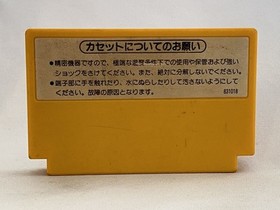 カセットについてのお願い
●精密機器ですので、極端な温度条件下での使用や保管および強い
ショックをさけてください。また、絶対に分解しないでください。
●端子部に手を触れたり、水にぬらしたりして汚さないようにして
ください。故障の原因となります。
831019